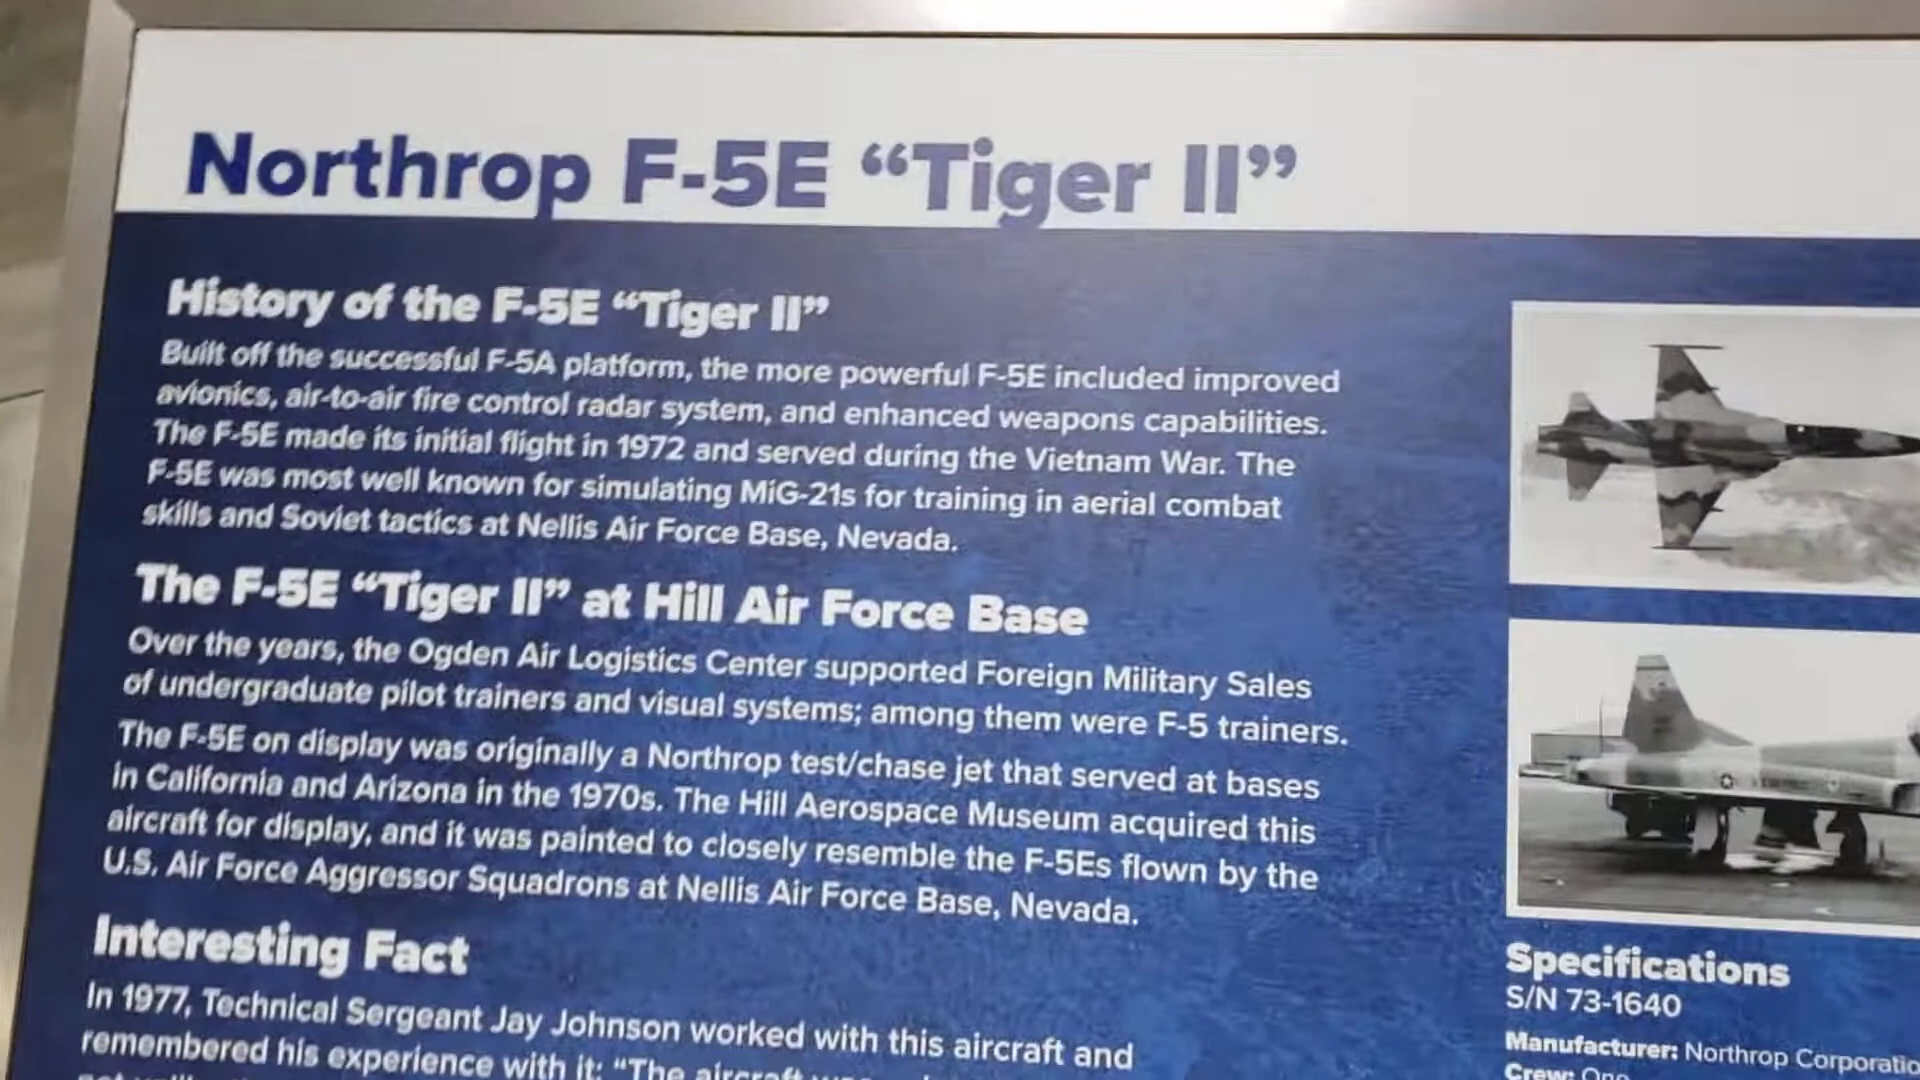 Northrop F-5E “Tiger II”
History of the F-5E “Tiger II”
Built off the successful F-5A platform, the more powerful F-5E included improved
avionics, air-to-air fire control radar system, and enhanced weapons capabilities.
The F-5E made its initial flight in 1972 and served during the Vietnam War. The
F-5E was most well known for simulating MiG-21s for training in aerial combat
skills and Soviet tactics at Nellis Air Force Base, Nevada.
The F-5E “Tiger II” at Hill Air Force Base
Over the years, the Ogden Air Logistics Center supported Foreign Military Sales
of undergraduate pilot trainers and visual systems; among them were F-5 trainers.
The F-5E on display was originally a Northrop test/chase jet that served at bases
in California and Arizona in the 1970s. The Hill Aerospace Museum acquired this
aircraft for display, and it was painted to closely resemble the F-5Es flown by the
U.S. Air Force Aggressor Squadrons at Nellis Air Force Base, Nevada.
Interesting Fact
In 1977, Technical Sergeant Jay Johnson worked with this aircraft and
remembered his experience with it: “The aircraft
Specifications
S/N 73-1640
Manufacturer: Northrop Corporatio
Crew: One